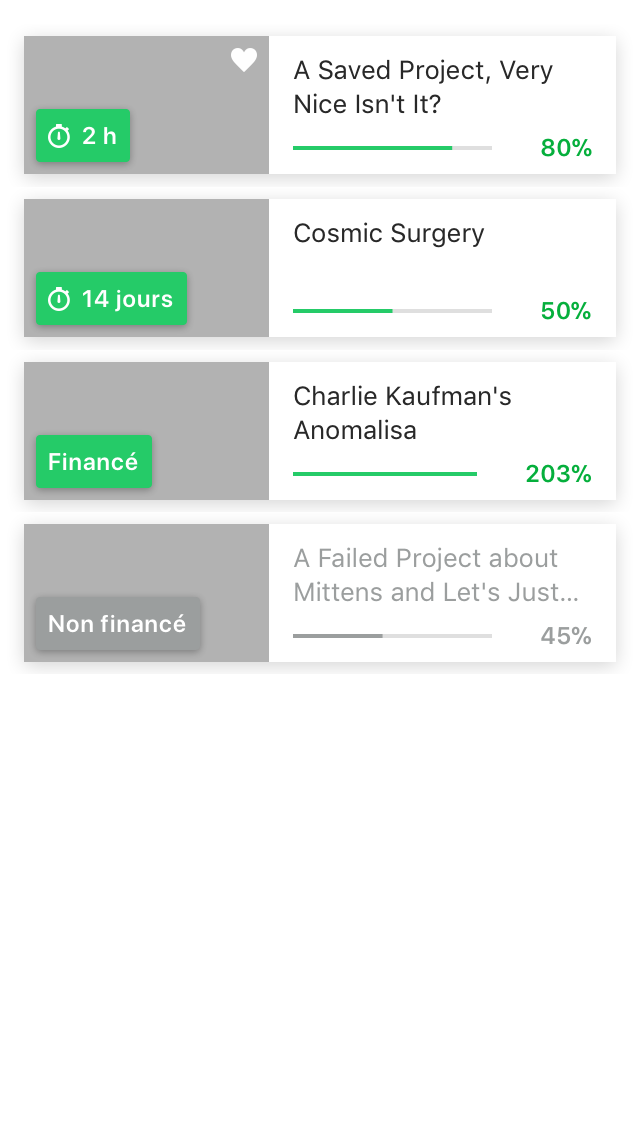 A Saved Project, Very
Nice Isn't It?
2 h
80%
Cosmic Surgery
14 jours
50%
Charlie Kaufman's
Anomalisa
Financé
203%
A Failed Project about
Mittens and Let's Just...
Non financé
45%